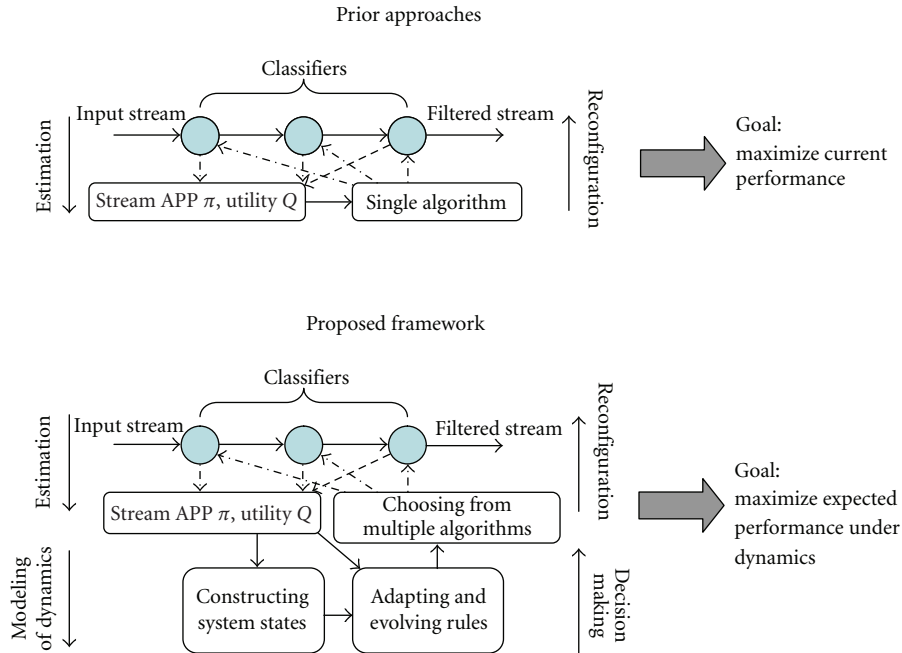 Prior approaches
Classifiers
Input stream
Filtered stream
Estimation
Reconfiguration
Stream APP π, utility Q
Single algorithm
Goal:
maximize current
performance
Proposed framework
Classifiers
Input stream
Filtered stream
Estimation
Reconfiguration
Stream APP π, utility Q
Choosing from
multiple algorithms
Goal:
maximize expected
performance under
dynamics
Modeling
of dynamics
Constructing
system states
Adapting and
evolving rules
Decision
making